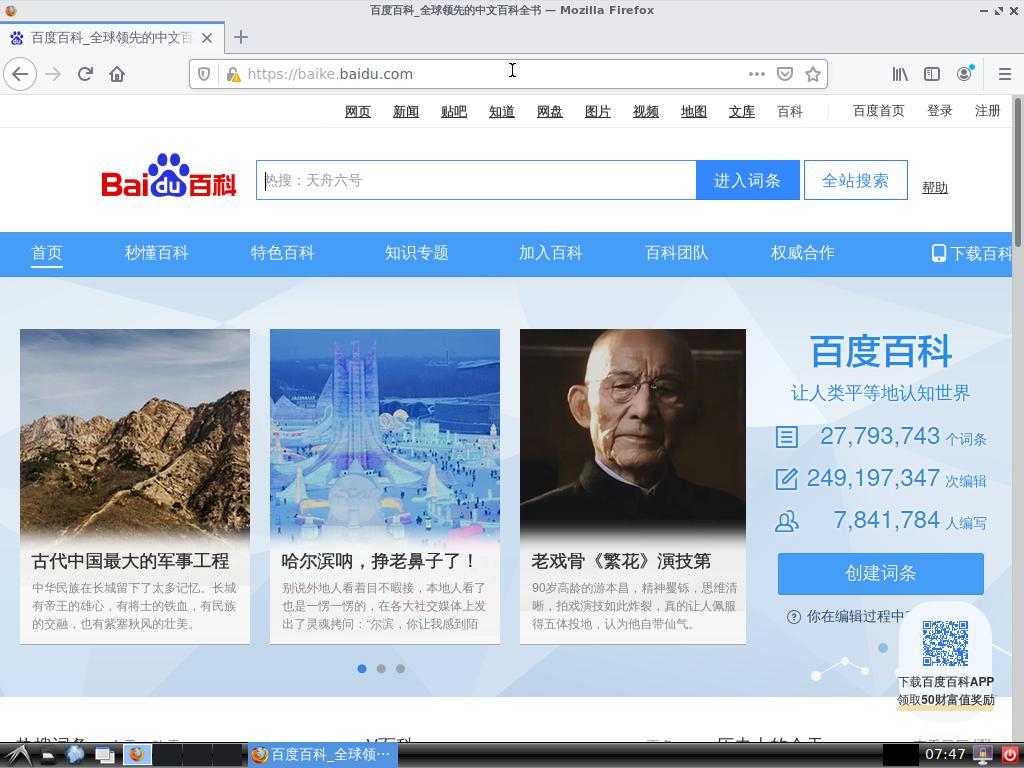 百度百科_全球领先的中文百科全书 — Mozilla Firefox
百度百科_全球领先的中文百
https://baike.baidu.com
网页 新闻 贴吧 知道 网盘 图片 视频 地图 文库 百科 百度首页 登录 注册
Bai du 百科
热搜：天舟六号
进入词条
全站搜索
帮助
首页 秒懂百科 特色百科 知识专题 加入百科 百科团队 权威合作 下载百科
百度百科
让人类平等地认知世界
27,793,743 个词条
249,197,347 次编辑
7,841,784 人编写
创建词条
你在编辑过程中
古代中国最大的军事工程
中华民族在长城留下了太多记忆。长城
有帝王的雄心，有将士的铁血，有民族
的交融，也有紫塞秋风的壮美。
哈尔滨呐，挣老鼻子了！
别说外地人看着目不暇接，本地人看了
也是一愣一愣的，在各大社交媒体上发
出了灵魂拷问：“尔滨，你让我感到陌
老戏骨《繁花》演技第
90岁高龄的游本昌，精神矍铄，思维清
晰，拍戏演技如此炸裂，真的让人佩服
得五体投地，认为他自带仙气。
下载百度百科APP
领取50财富值奖励
百度百科_全球领···
07:47